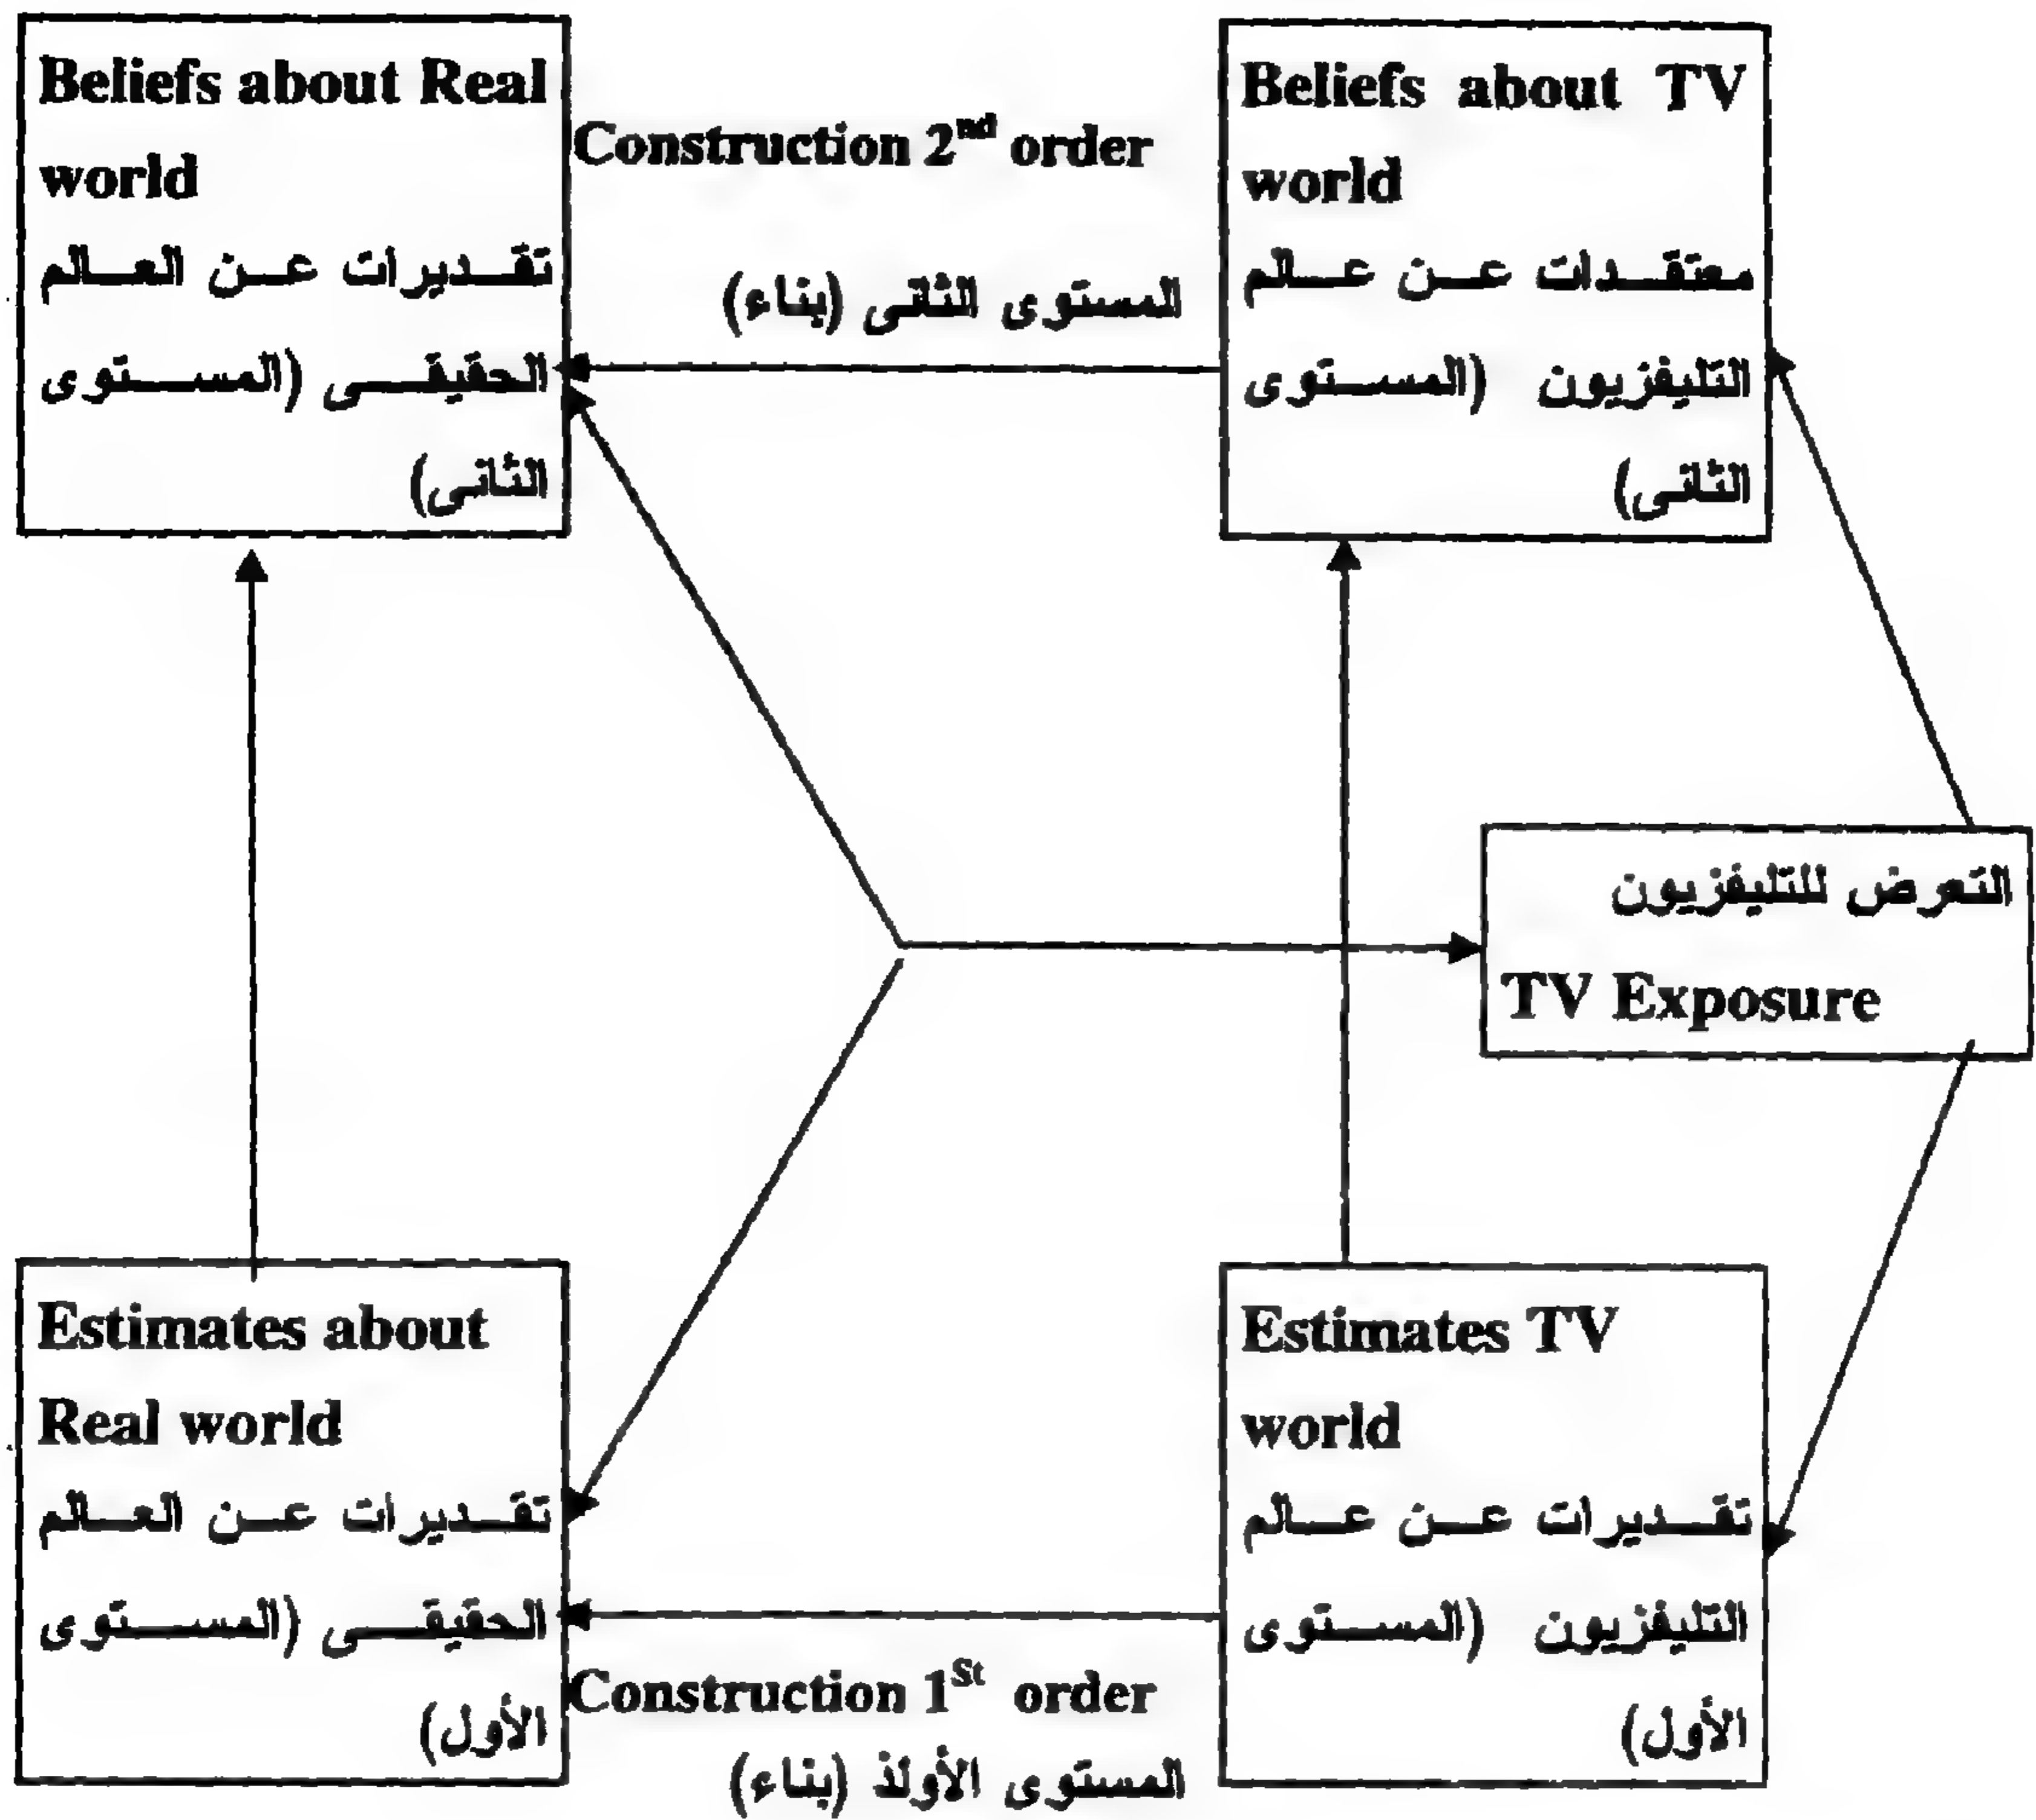 Beliefs about Real
world
تقديرات عن العالم
الحقيقى (المستوى
الثانى)
Construction 2nd order
المستوى الثانى (بناء)
Beliefs about TV
world
معتقدات عن عالم
التليفزيون (المستوى
الثانى)
التعرض للتليفزيون
TV Exposure
Estimates about
Real world
تقديرات عن العالم
الحقيقى (المستوى
الأول)
Construction 1St order
المستوى الأولذ (بناء)
Estimates TV
world
تقديرات عن عالم
التليفزيون (المستوى
الأول)